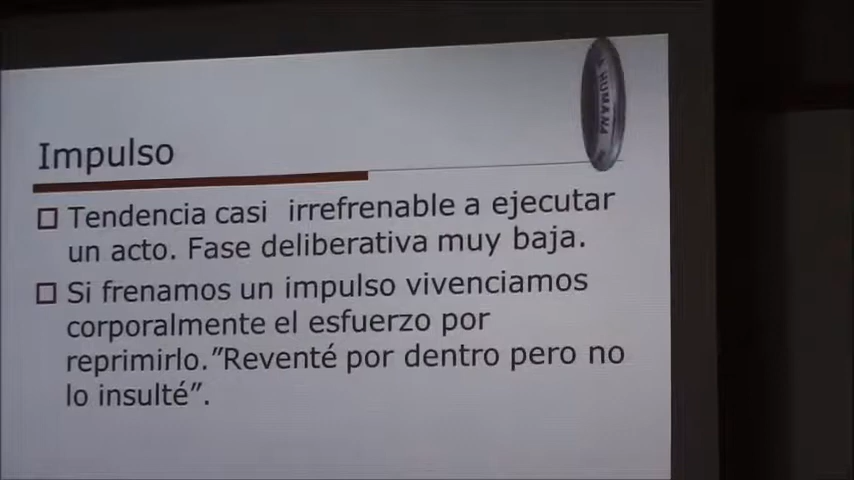 HUMANA
Impulso
Tendencia casi irrefrenable a ejecutar
un acto. Fase deliberativa muy baja.
Si frenamos un impulso vivenciamos
corporalmente el esfuerzo por
reprimirlo."Reventé por dentro pero no
lo insulté".